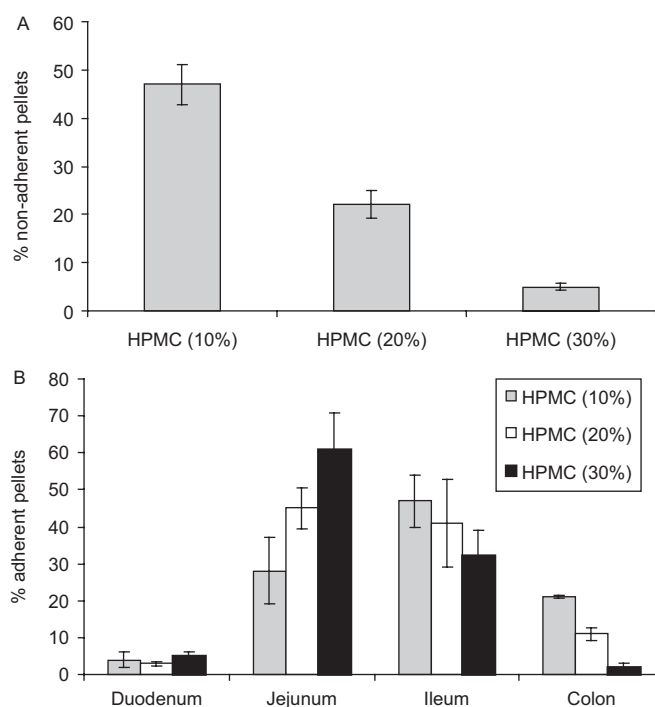 A
% non-adherent pellets
60
50
40
30
20
10
0
HPMC (10%) HPMC (20%) HPMC (30%)
B
% adherent pellets
80
70
60
50
40
30
20
10
0
HPMC (10%)
HPMC (20%)
HPMC (30%)
Duodenum Jejunum Ileum Colon